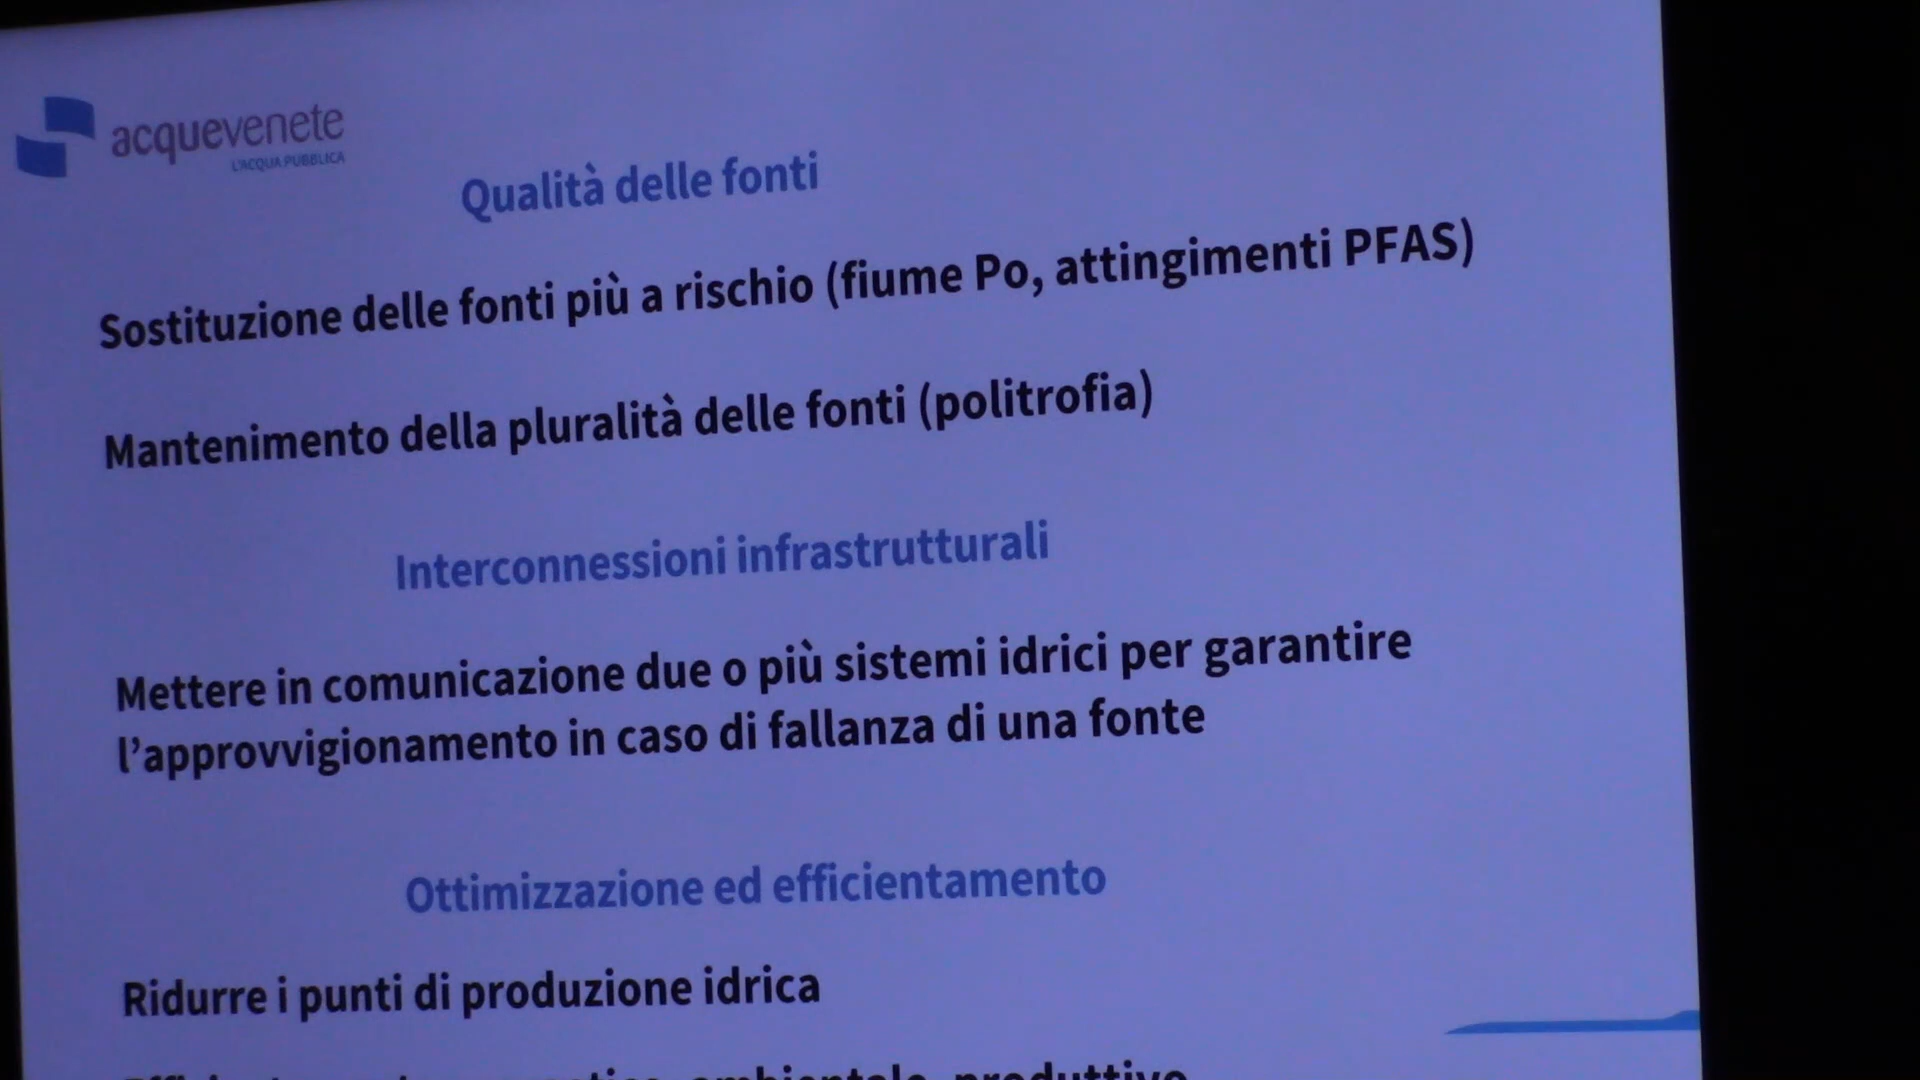 acquevenete
L'ACQUA PUBBLICA
Qualità delle fonti
Sostituzione delle fonti più a rischio (fiume Po, attingimenti PFAS)
Mantenimento della pluralità delle fonti (politrofia)
Interconnessioni infrastrutturali
Mettere in comunicazione due o più sistemi idrici per garantire
l’approvvigionamento in caso di fallanza di una fonte
Ottimizzazione ed efficientamento
Ridurre i punti di produzione idrica
ambientale, produttivo